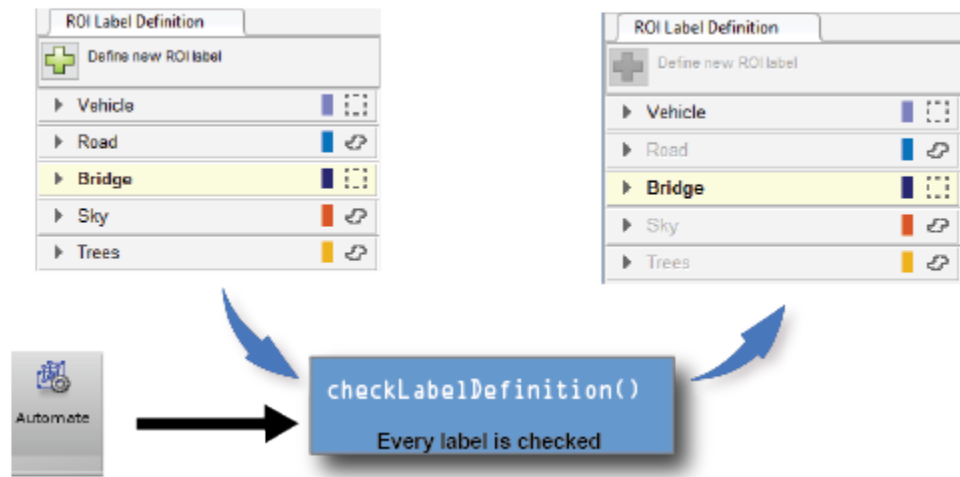 ROI Label Definition
Define new ROI label
Vehicle
Road
Bridge
Sky
Trees
ROI Label Definition
Define new ROI label
Vehicle
Road
Bridge
Sky
Trees
Automate
checkLabelDefinition()
Every label is checked